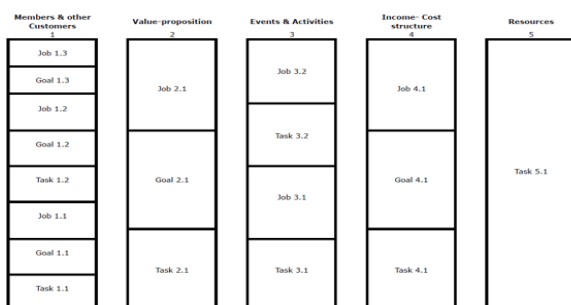 Members & other
Customers
1
Job 1.3
Goal 1.3
Job 1.2
Goal 1.2
Task 1.2
Job 1.1
Goal 1.1
Task 1.1
Value-proposition
2
Job 2.1
Goal 2.1
Task 2.1
Events & Activities
3
Job 3.2
Task 3.2
Job 3.1
Task 3.1
Income- Cost
structure
4
Job 4.1
Goal 4.1
Task 4.1
Resources
5
Task 5.1